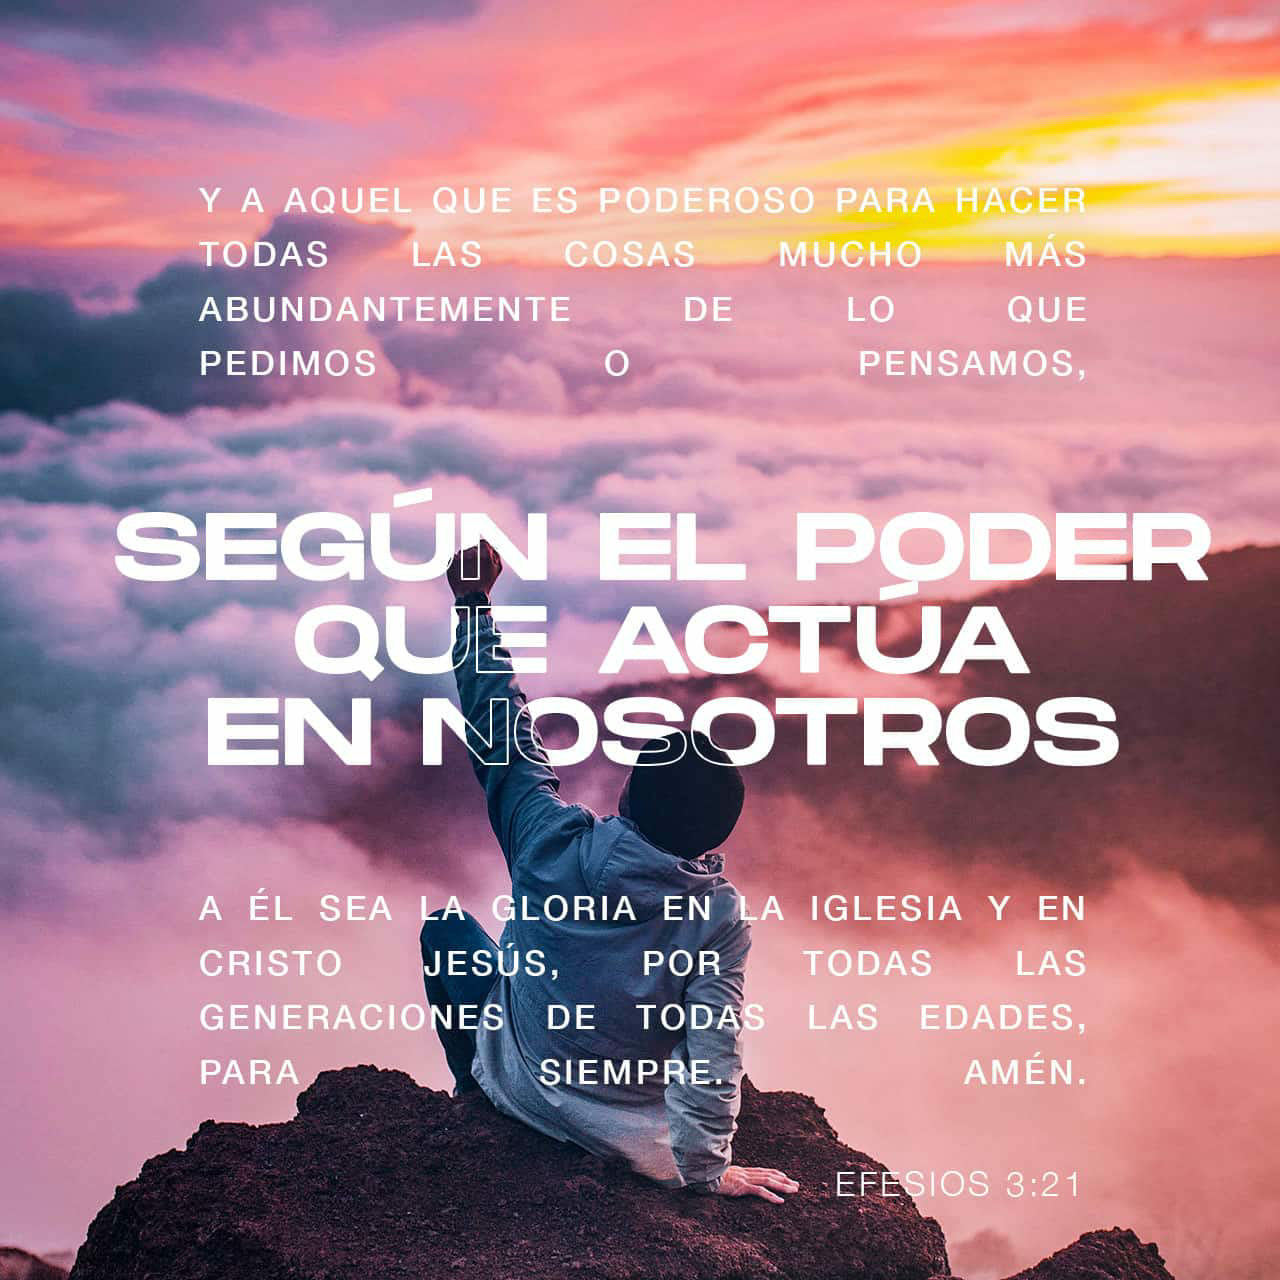 Y A AQUEL QUE ES PODEROSO PARA HACER
TODAS LAS COSAS MUCHO MÁS
ABUNDANTEMENTE DE LO QUE
PEDIMOS O PENSAMOS,
SEGÚN EL PODER
QUE ACTÚA
EN NOSOTROS
A ÉL SEA LA GLORIA EN LA IGLESIA Y EN
CRISTO JESÚS, POR TODAS LAS
GENERACIONES DE TODAS LAS EDADES,
PARA SIEMPRE. AMÉN.
EFESIOS 3:21